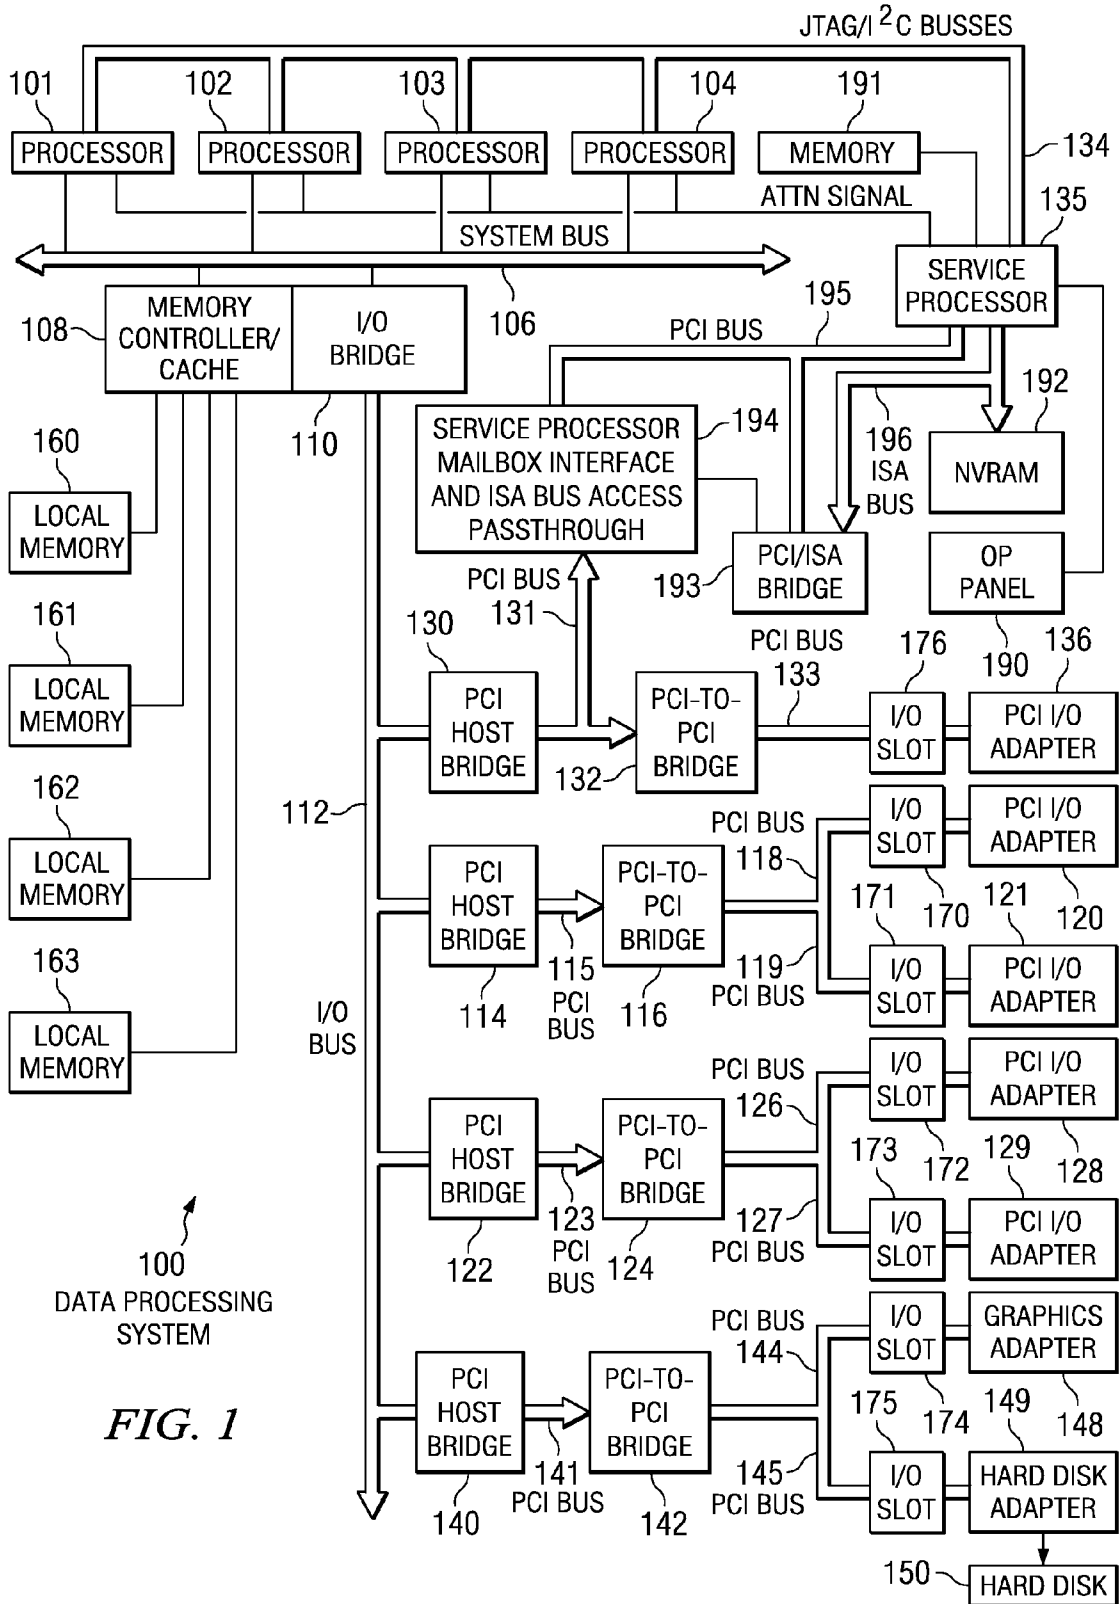 JTAG/I²C BUSSES
101
102
103
104
191
PROCESSOR
PROCESSOR
PROCESSOR
PROCESSOR
MEMORY
134
ATTN SIGNAL
135
SYSTEM BUS
SERVICE
PROCESSOR
108
MEMORY
CONTROLLER/
CACHE
I/O
BRIDGE
106
195
PCI BUS
110
SERVICE PROCESSOR
MAILBOX INTERFACE
AND ISA BUS ACCESS
PASSTHROUGH
194
196
ISA
BUS
192
NVRAM
160
LOCAL
MEMORY
193
PCI/ISA
BRIDGE
OP
PANEL
190
PCI BUS
131
161
LOCAL
MEMORY
130
PCI
HOST
BRIDGE
PCI-TO-
PCI
BRIDGE
132
PCI BUS
133
176
I/O
SLOT
136
PCI I/O
ADAPTER
112
162
LOCAL
MEMORY
PCI
HOST
BRIDGE
114
115
PCI
BUS
PCI-TO-
PCI
BRIDGE
116
PCI BUS
118
I/O
SLOT
170
PCI I/O
ADAPTER
120
119
PCI BUS
171
I/O
SLOT
121
PCI I/O
ADAPTER
163
LOCAL
MEMORY
I/O
BUS
PCI
HOST
BRIDGE
122
123
PCI
BUS
PCI-TO-
PCI
BRIDGE
124
PCI BUS
126
I/O
SLOT
172
PCI I/O
ADAPTER
128
127
PCI BUS
173
I/O
SLOT
129
PCI I/O
ADAPTER
100
DATA PROCESSING
SYSTEM
FIG. 1
PCI
HOST
BRIDGE
140
141
PCI BUS
PCI-TO-
PCI
BRIDGE
142
PCI BUS
144
I/O
SLOT
174
GRAPHICS
ADAPTER
148
145
PCI BUS
175
I/O
SLOT
149
HARD DISK
ADAPTER
150
HARD DISK